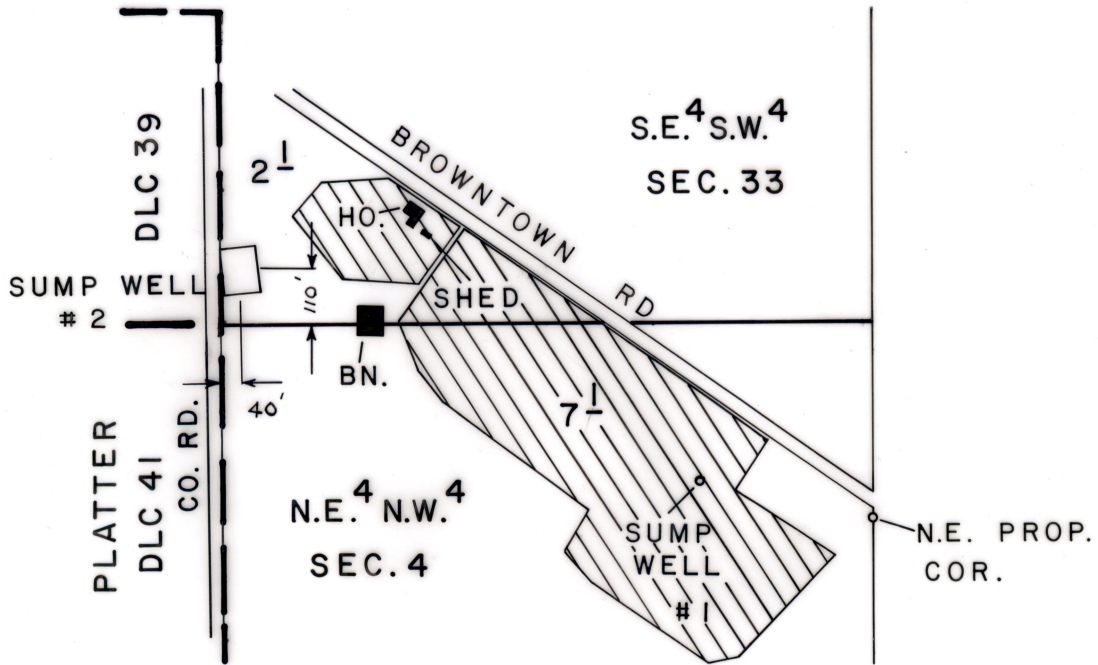 DLC 39
2 1
BROWNTOWN RD
S.E.4 S.W.4
SEC. 33
HO.
SHED
SUMP WELL
# 2
110'
BN.
40'
PLATTER
DLC 41
CO. RD.
7 1
N.E.4 N.W.4
SEC. 4
SUMP
WELL
# 1
N.E. PROP.
COR.